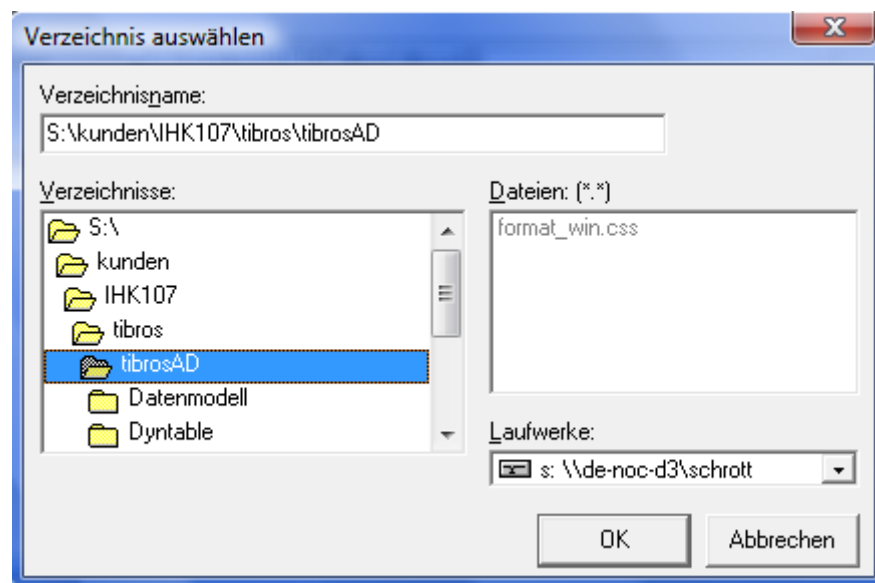 Verzeichnis auswählen
Verzeichnisname:
S:\kunden\IHK107\tibros\tibrosAD
Verzeichnisse:
S:\
kunden
IHK107
tibros
tibrosAD
Datenmodell
Dyntable
Dateien: (*.*)
format_win.css
Laufwerke:
s: \\de-noc-d3\schrott
OK
Abbrechen